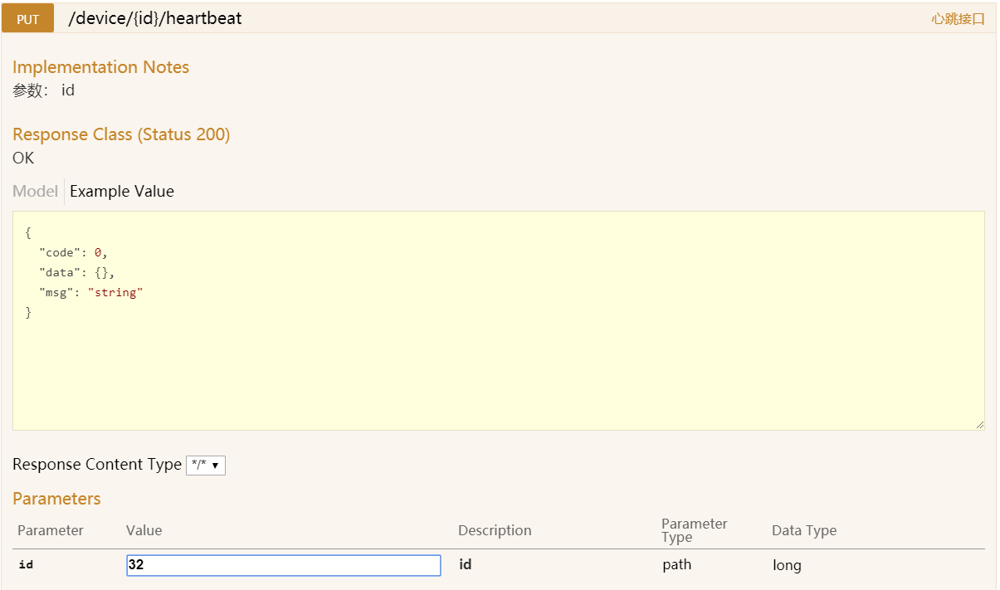 PUT /device/{id}/heartbeat 心跳接口
Implementation Notes
参数： id
Response Class (Status 200)
OK
Model Example Value
{
"code": 0,
"data": {},
"msg": "string"
}
Response Content Type */*
Parameters
Parameter Value Description Parameter Type Data Type
id 32 id path long